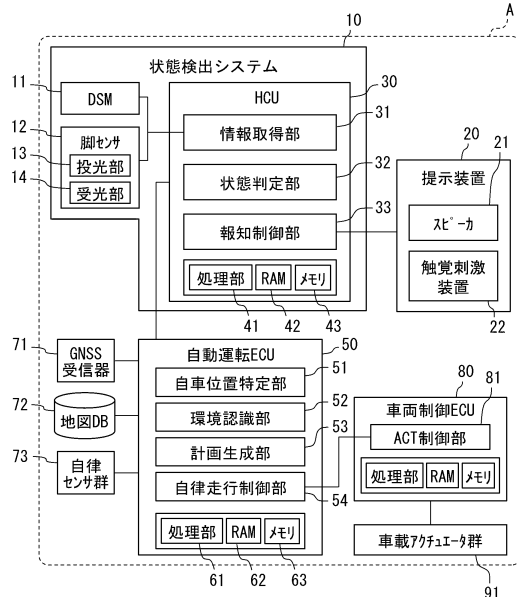 A
10
状態検出システム
11
DSM
12
脚センサ
13
投光部
14
受光部
30
HCU
31
情報取得部
32
状態判定部
33
報知制御部
処理部
RAM
メモリ
41
42
43
20
21
提示装置
スピーカ
触覚刺激
装置
22
71
GNSS
受信器
72
地図DB
73
自律
センサ群
50
自動運転ECU
51
自車位置特定部
52
環境認識部
53
計画生成部
自律走行制御部
54
処理部
RAM
メモリ
61
62
63
80
81
車両制御ECU
ACT制御部
処理部
RAM
メモリ
車載アクチュエータ群
91